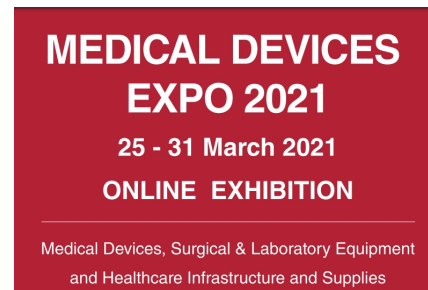 MEDICAL DEVICES
EXPO 2021
25 - 31 March 2021
ONLINE EXHIBITION
Medical Devices, Surgical & Laboratory Equipment
and Healthcare Infrastructure and Supplies